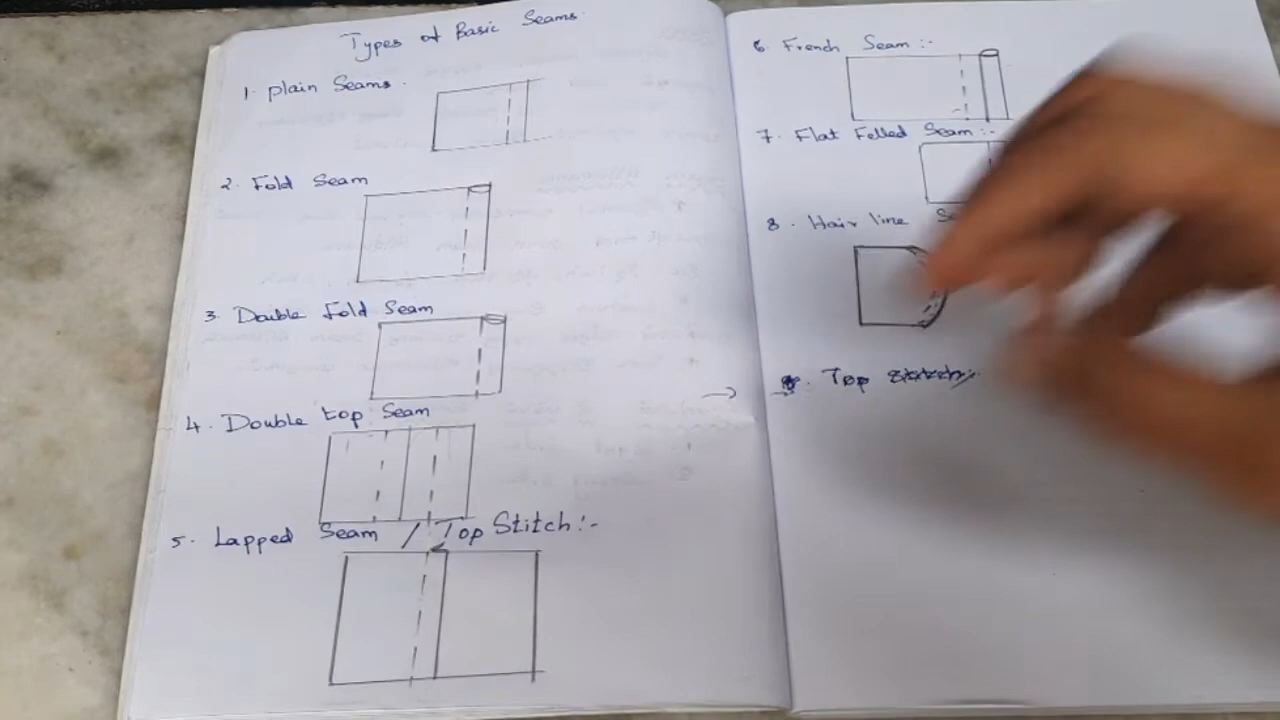 Types of Basic Seams.
1. Plain Seams.
2. Fold Seam
3. Double Fold Seam
4. Double top Seam
5. Lapped Seam / Top Stitch:-
6. French Seam :-
7. Flat Felled Seam:-
8. Hair line
Top